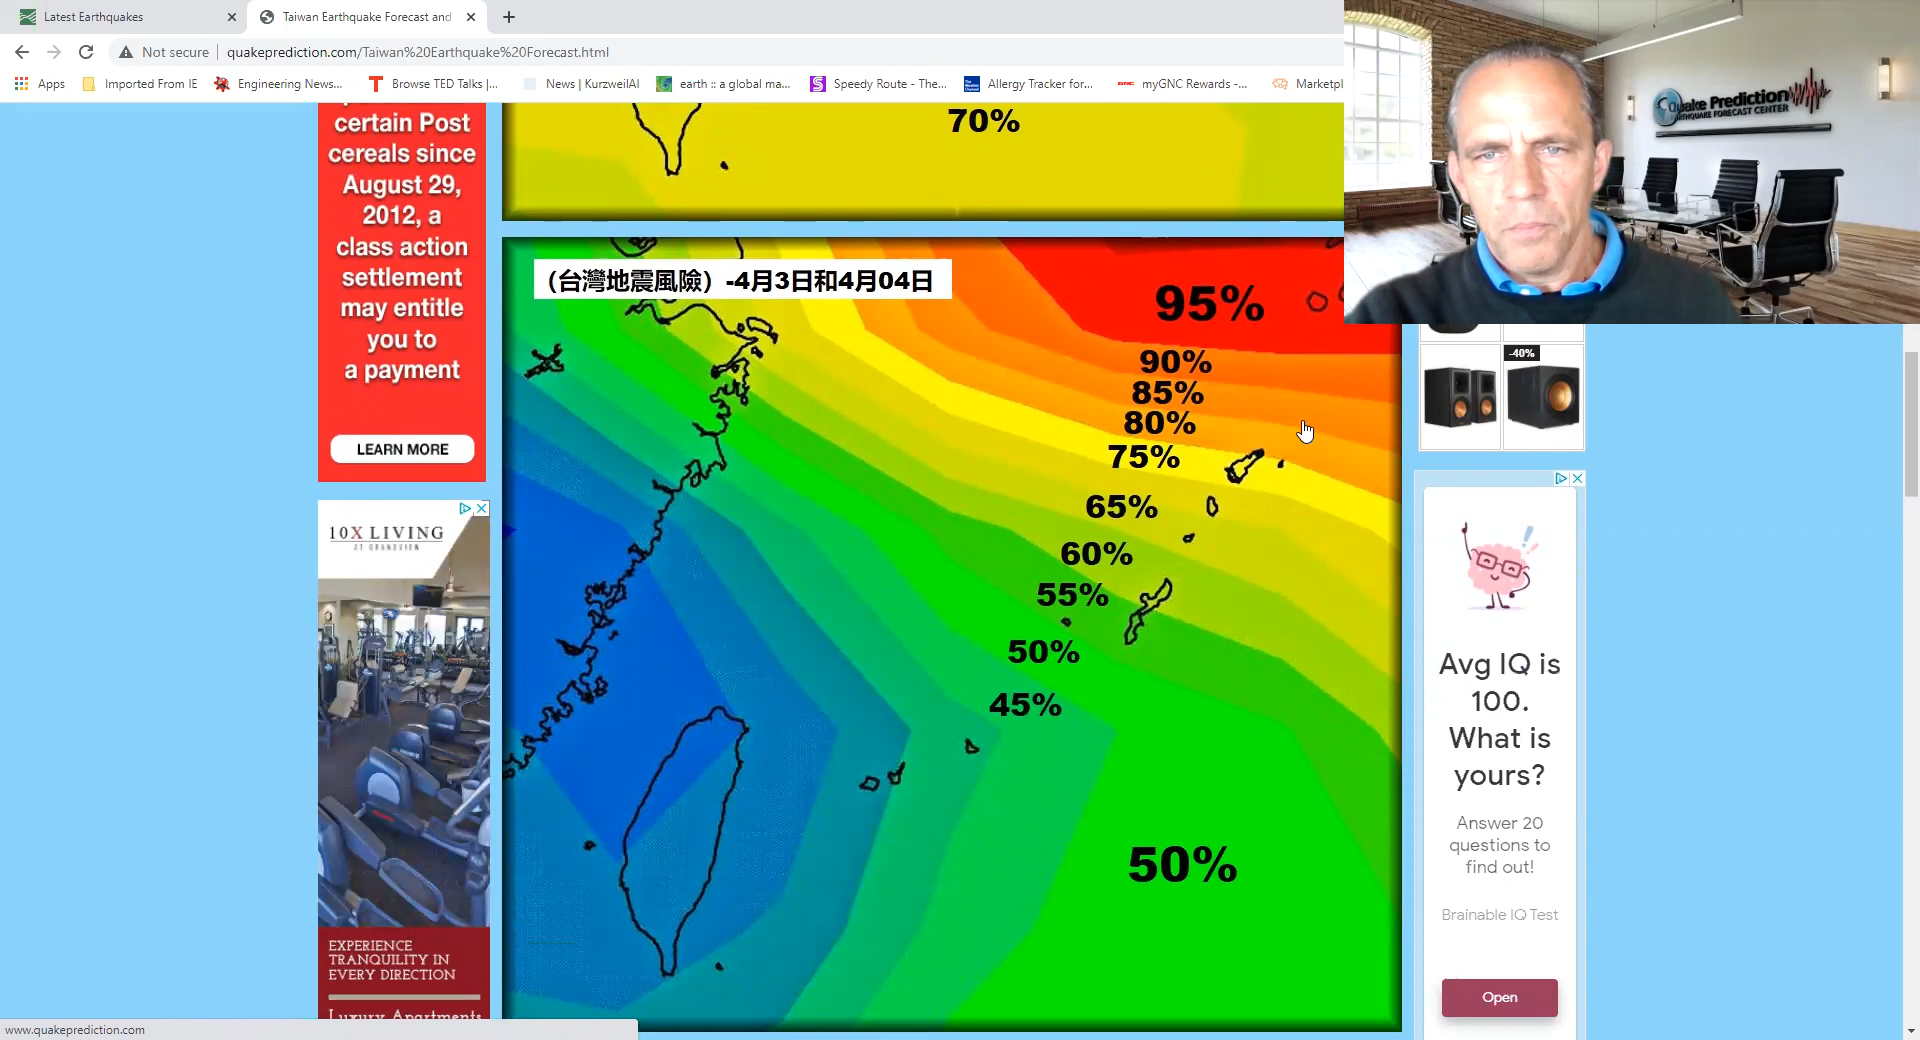 Latest Earthquakes
Taiwan Earthquake Forecast and
Not secure
quakeprediction.com/Taiwan%20Earthquake%20Forecast.html
Apps
Imported From IE
Engineering News...
Browse TED Talks |...
News | KurzweilAI
earth :: a global ma...
Speedy Route - The...
Allergy Tracker for...
GNC
myGNC Rewards -...
Marketpl
Quake Prediction
EARTHQUAKE FORECAST CENTER
certain Post
cereals since
August 29,
2012, a
class action
settlement
may entitle
you to
a payment
LEARN MORE
10X LIVING
AT GRANDVIEW
EXPERIENCE
TRANQUILITY IN
EVERY DIRECTION
Luxury Apartments
70%
（台灣地震風險）-4月3日和4月04日
95%
90%
85%
80%
75%
65%
60%
55%
50%
45%
50%
-40%
Avg IQ is
100.
What is
yours?
Answer 20
questions to
find out!
Brainable IQ Test
Open
www.quakeprediction.com